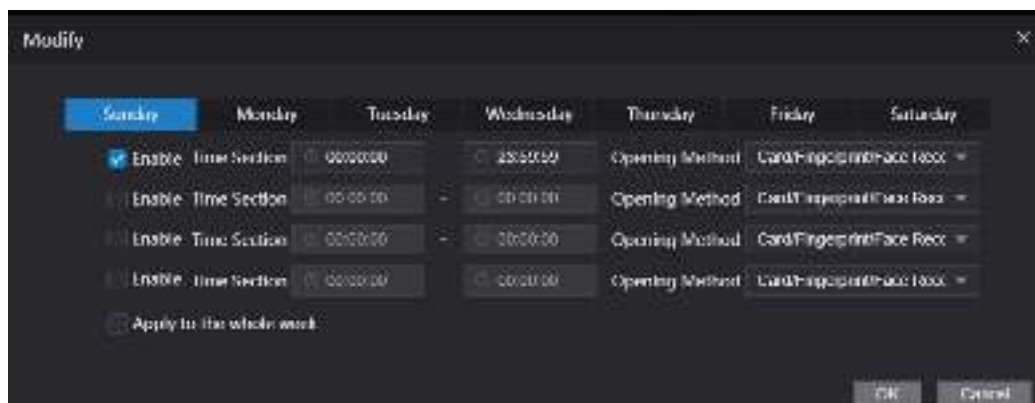 Modify
Sunday Monday Tuesday Wednesday Thursday Friday Saturday
Enable Time Section 00:00:00 23:59:59 Opening Method Card/Fingerprint/Face Reco
Enable Time Section 00:00:00 - 00:00:00 Opening Method Card/Fingerprint/Face Reco
Enable Time Section 00:00:00 - 00:00:00 Opening Method Card/Fingerprint/Face Reco
Enable Time Section 00:00:00 00:00:00 Opening Method Card/Fingerprint/Face Reco
Apply to the whole week
OK Cancel